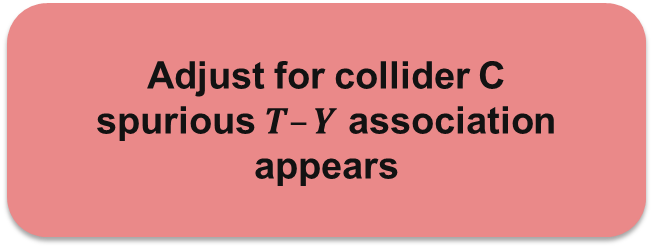 Adjust for collider C
spurious T – Y association
appears